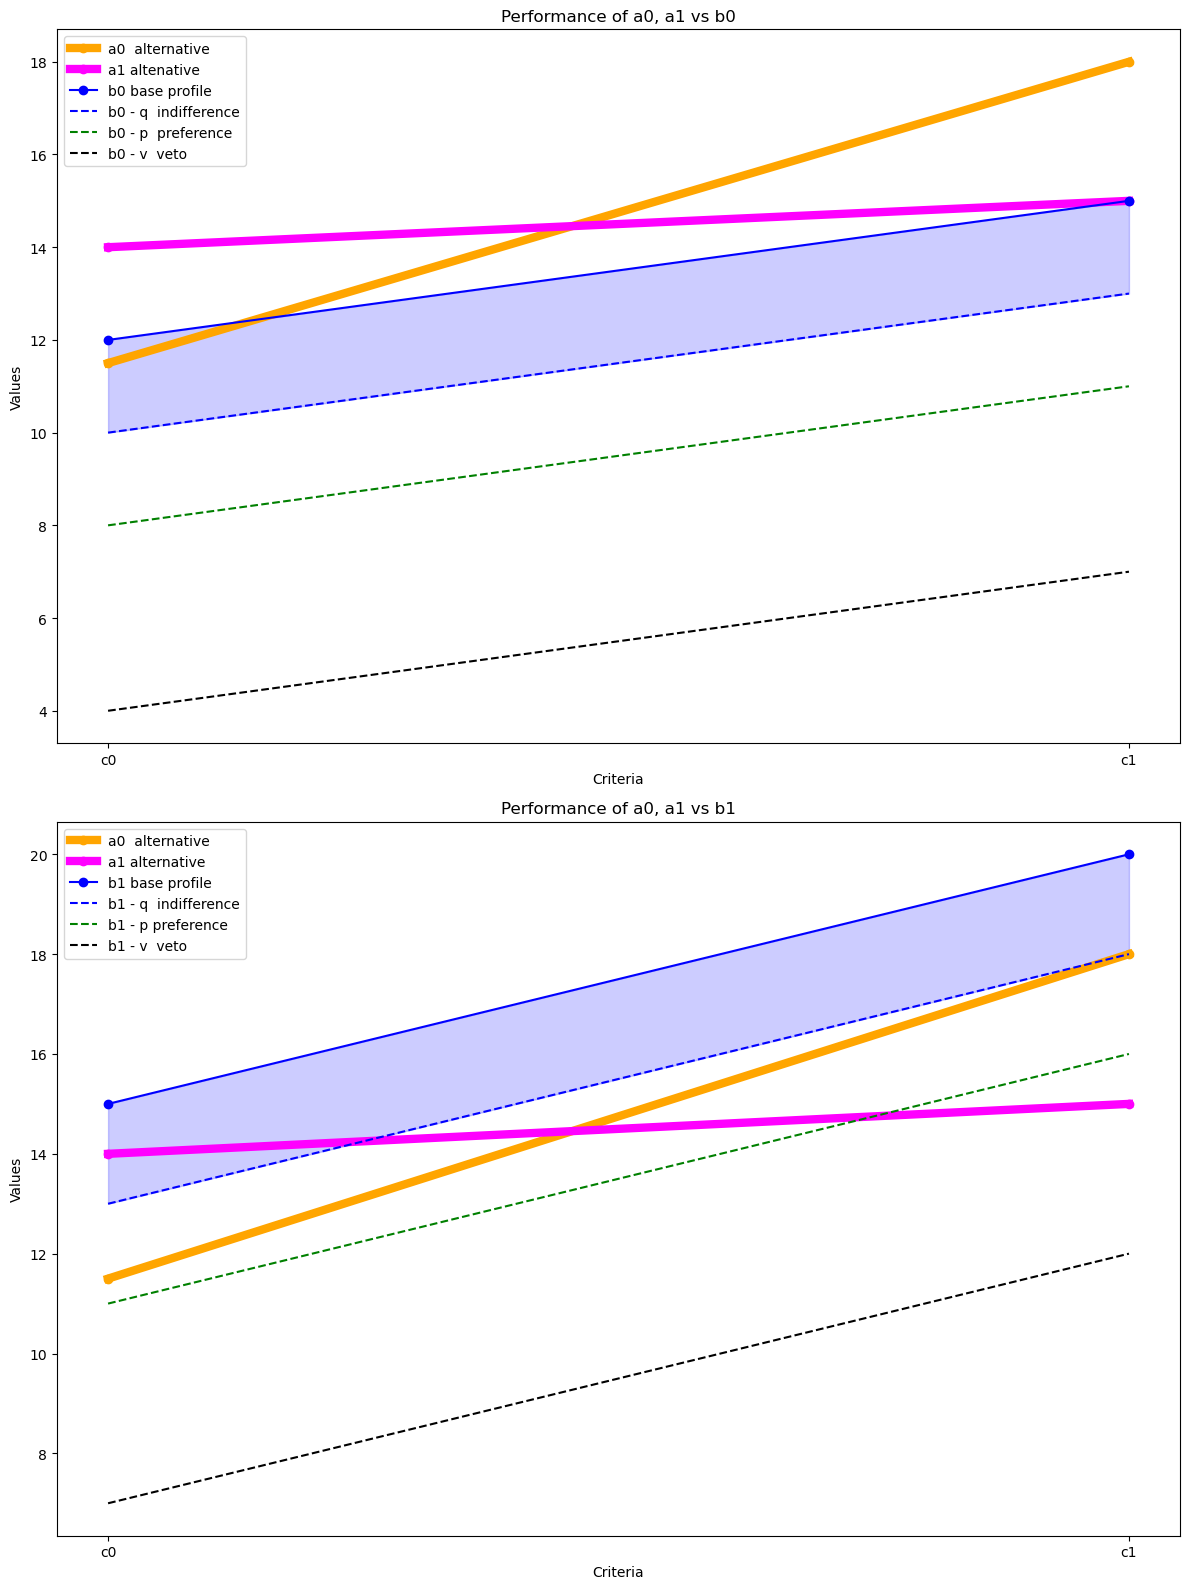 Performance of a0, a1 vs b0
a0  alternative
a1 altenative
b0 base profile
b0 - q  indifference
b0 - p  preference
b0 - v  veto
18
16
14
12
10
8
6
4
Values
c0
c1
Criteria
Performance of a0, a1 vs b1
a0  alternative
a1 alternative
b1 base profile
b1 - q  indifference
b1 - p preference
b1 - v  veto
20
18
16
14
12
10
8
Values
c0
c1
Criteria